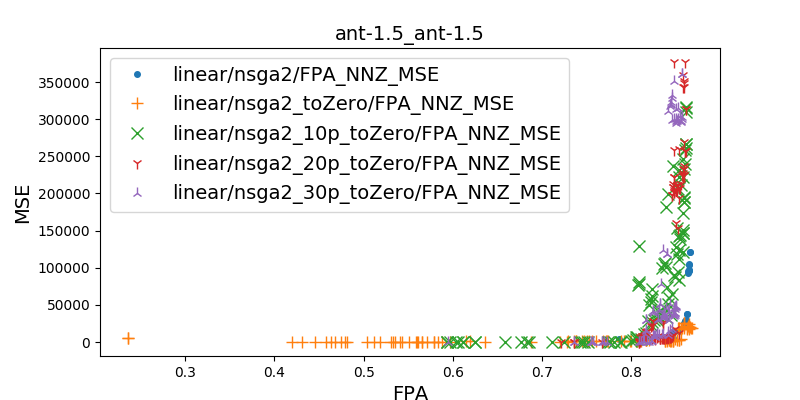 ant-1.5_ant-1.5
MSE
350000
300000
250000
200000
150000
100000
50000
0
linear/nsga2/FPA_NNZ_MSE
linear/nsga2_toZero/FPA_NNZ_MSE
linear/nsga2_10p_toZero/FPA_NNZ_MSE
linear/nsga2_20p_toZero/FPA_NNZ_MSE
linear/nsga2_30p_toZero/FPA_NNZ_MSE
0.3 0.4 0.5 0.6 0.7 0.8
FPA